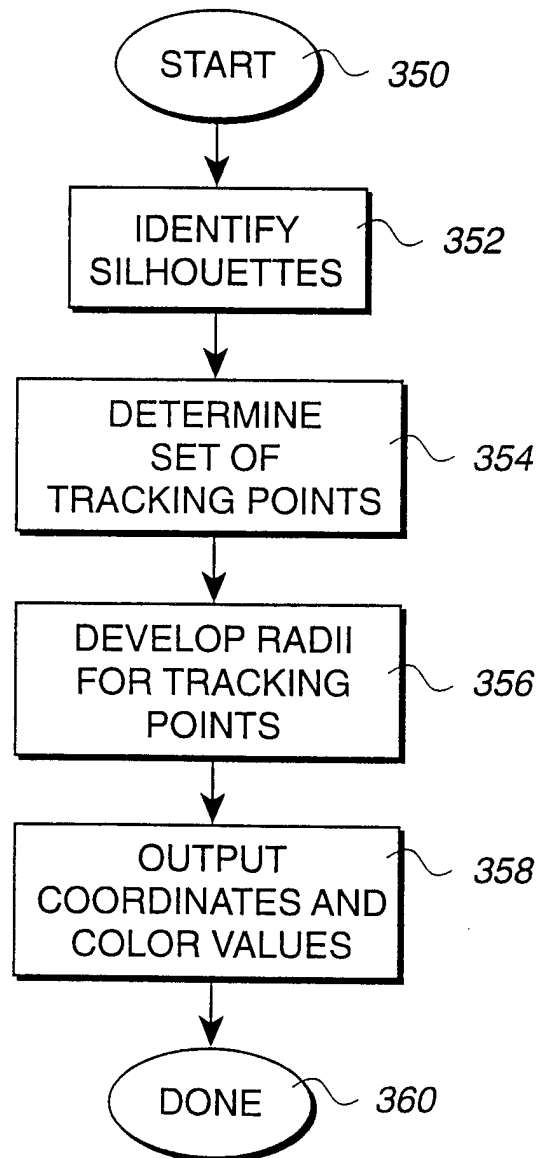 START
350
IDENTIFY
SILHOUETTES
352
DETERMINE
SET OF
TRACKING POINTS
354
DEVELOP RADII
FOR TRACKING
POINTS
356
OUTPUT
COORDINATES AND
COLOR VALUES
358
DONE
360